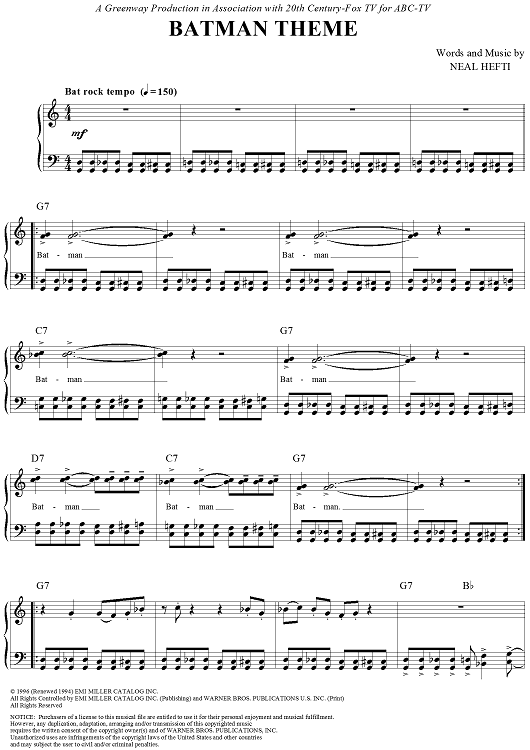 A Greenway Production in Association with 20th Century-Fox TV for ABC-TV
BATMAN THEME
Words and Music by
NEAL HEFTI
Bat rock tempo (♩=150)
mf
G7
Bat - man
Bat - man
C7 G7
Bat - man
Bat - man
D7 C7 G7
Bat - man
Bat - man
Bat - man.
G7 G7 B♭
© 1996 (Renewed 1994) EMI MILLER CATALOG INC.
All Rights Controlled by EMI MILLER CATALOG INC. (Publishing) and WARNER BROS. PUBLICATIONS U.S. INC. (Print)
All Rights Reserved
NOTICE: Purchasers of a license to this musical file are entitled to use it for their personal enjoyment and musical fulfillment.
However, any duplication, adaptation, arranging and/or transmission of this copyrighted music
requires the written consent of the copyright owner(s) and of WARNER BROS. PUBLICATIONS, INC.
Unauthorized uses are infringements of the copyright laws of the United States and other countries
and may subject the user to civil and/or criminal penalties.